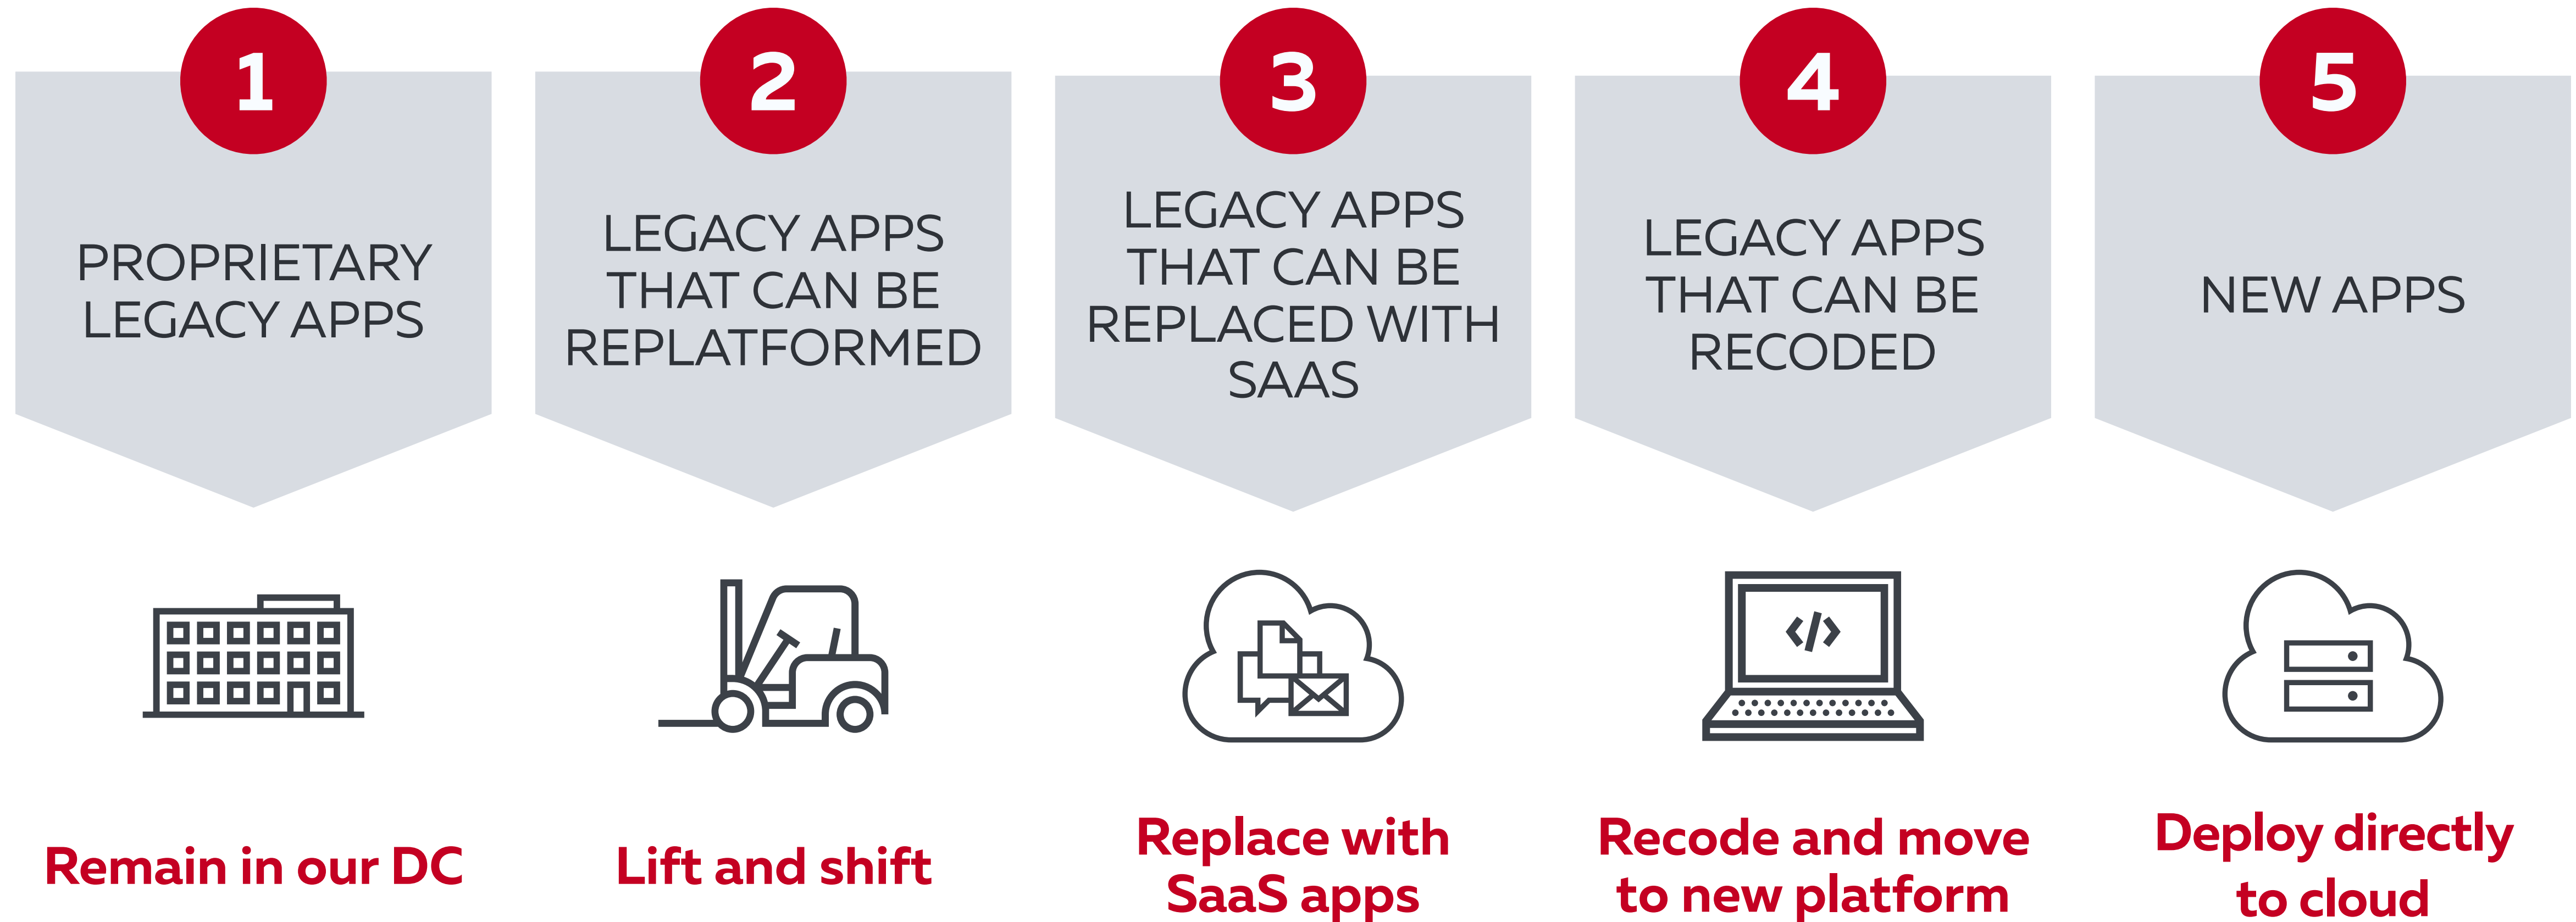 1
PROPRIETARY
LEGACY APPS
Remain in our DC
2
LEGACY APPS
THAT CAN BE
REPLATFORMED
Lift and shift
3
LEGACY APPS
THAT CAN BE
REPLACED WITH
SAAS
Replace with
SaaS apps
4
LEGACY APPS
THAT CAN BE
RECODED
Recode and move
to new platform
5
NEW APPS
Deploy directly
to cloud